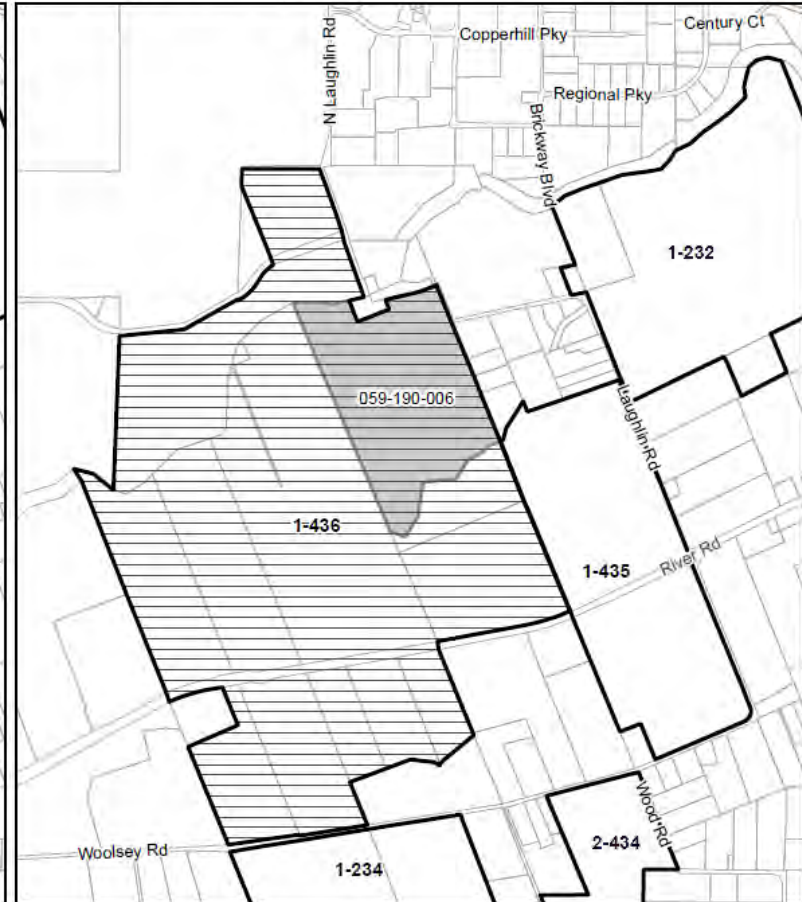 Century Ct
Copperhill Pky
N Laughlin Rd
Regional Pky
Brickway Blvd
1-232
059-190-006
Laughlin Rd
1-436
River Rd
1-435
Wood Rd
2-434
Woolsey Rd
1-234